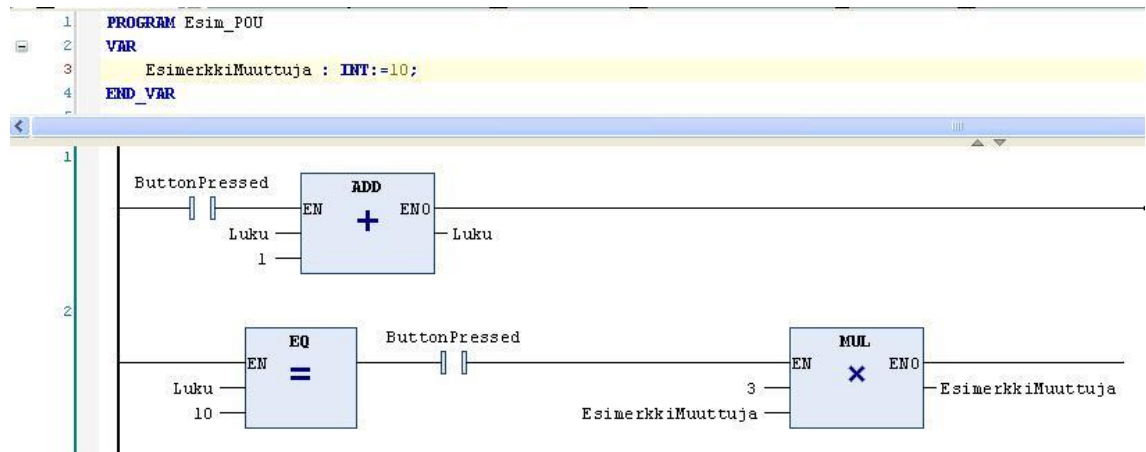 1 PROGRAM Esim_POU
2 VAR
3 EsimerkkiMuuttuja : INT:=10;
4 END_VAR
1
ButtonPressed
ADD
EN + ENO
Luku Luku
1
2
EQ ButtonPressed MUL
EN = EN × ENO
Luku 3 EsimerkkiMuuttuja
10 EsimerkkiMuuttuja